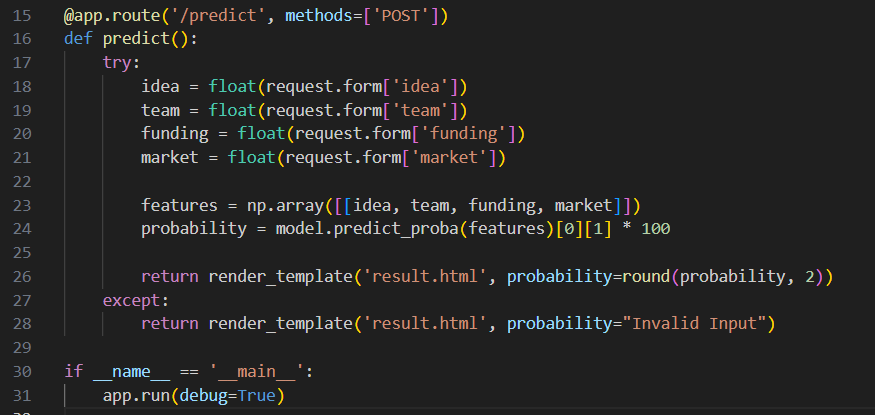 15 @app.route('/predict', methods=['POST'])
16 def predict():
17     try:
18         idea = float(request.form['idea'])
19         team = float(request.form['team'])
20         funding = float(request.form['funding'])
21         market = float(request.form['market'])
22
23         features = np.array([[idea, team, funding, market]])
24         probability = model.predict_proba(features)[0][1] * 100
25
26         return render_template('result.html', probability=round(probability, 2))
27     except:
28         return render_template('result.html', probability="Invalid Input")
29
30 if __name__ == '__main__':
31     app.run(debug=True)